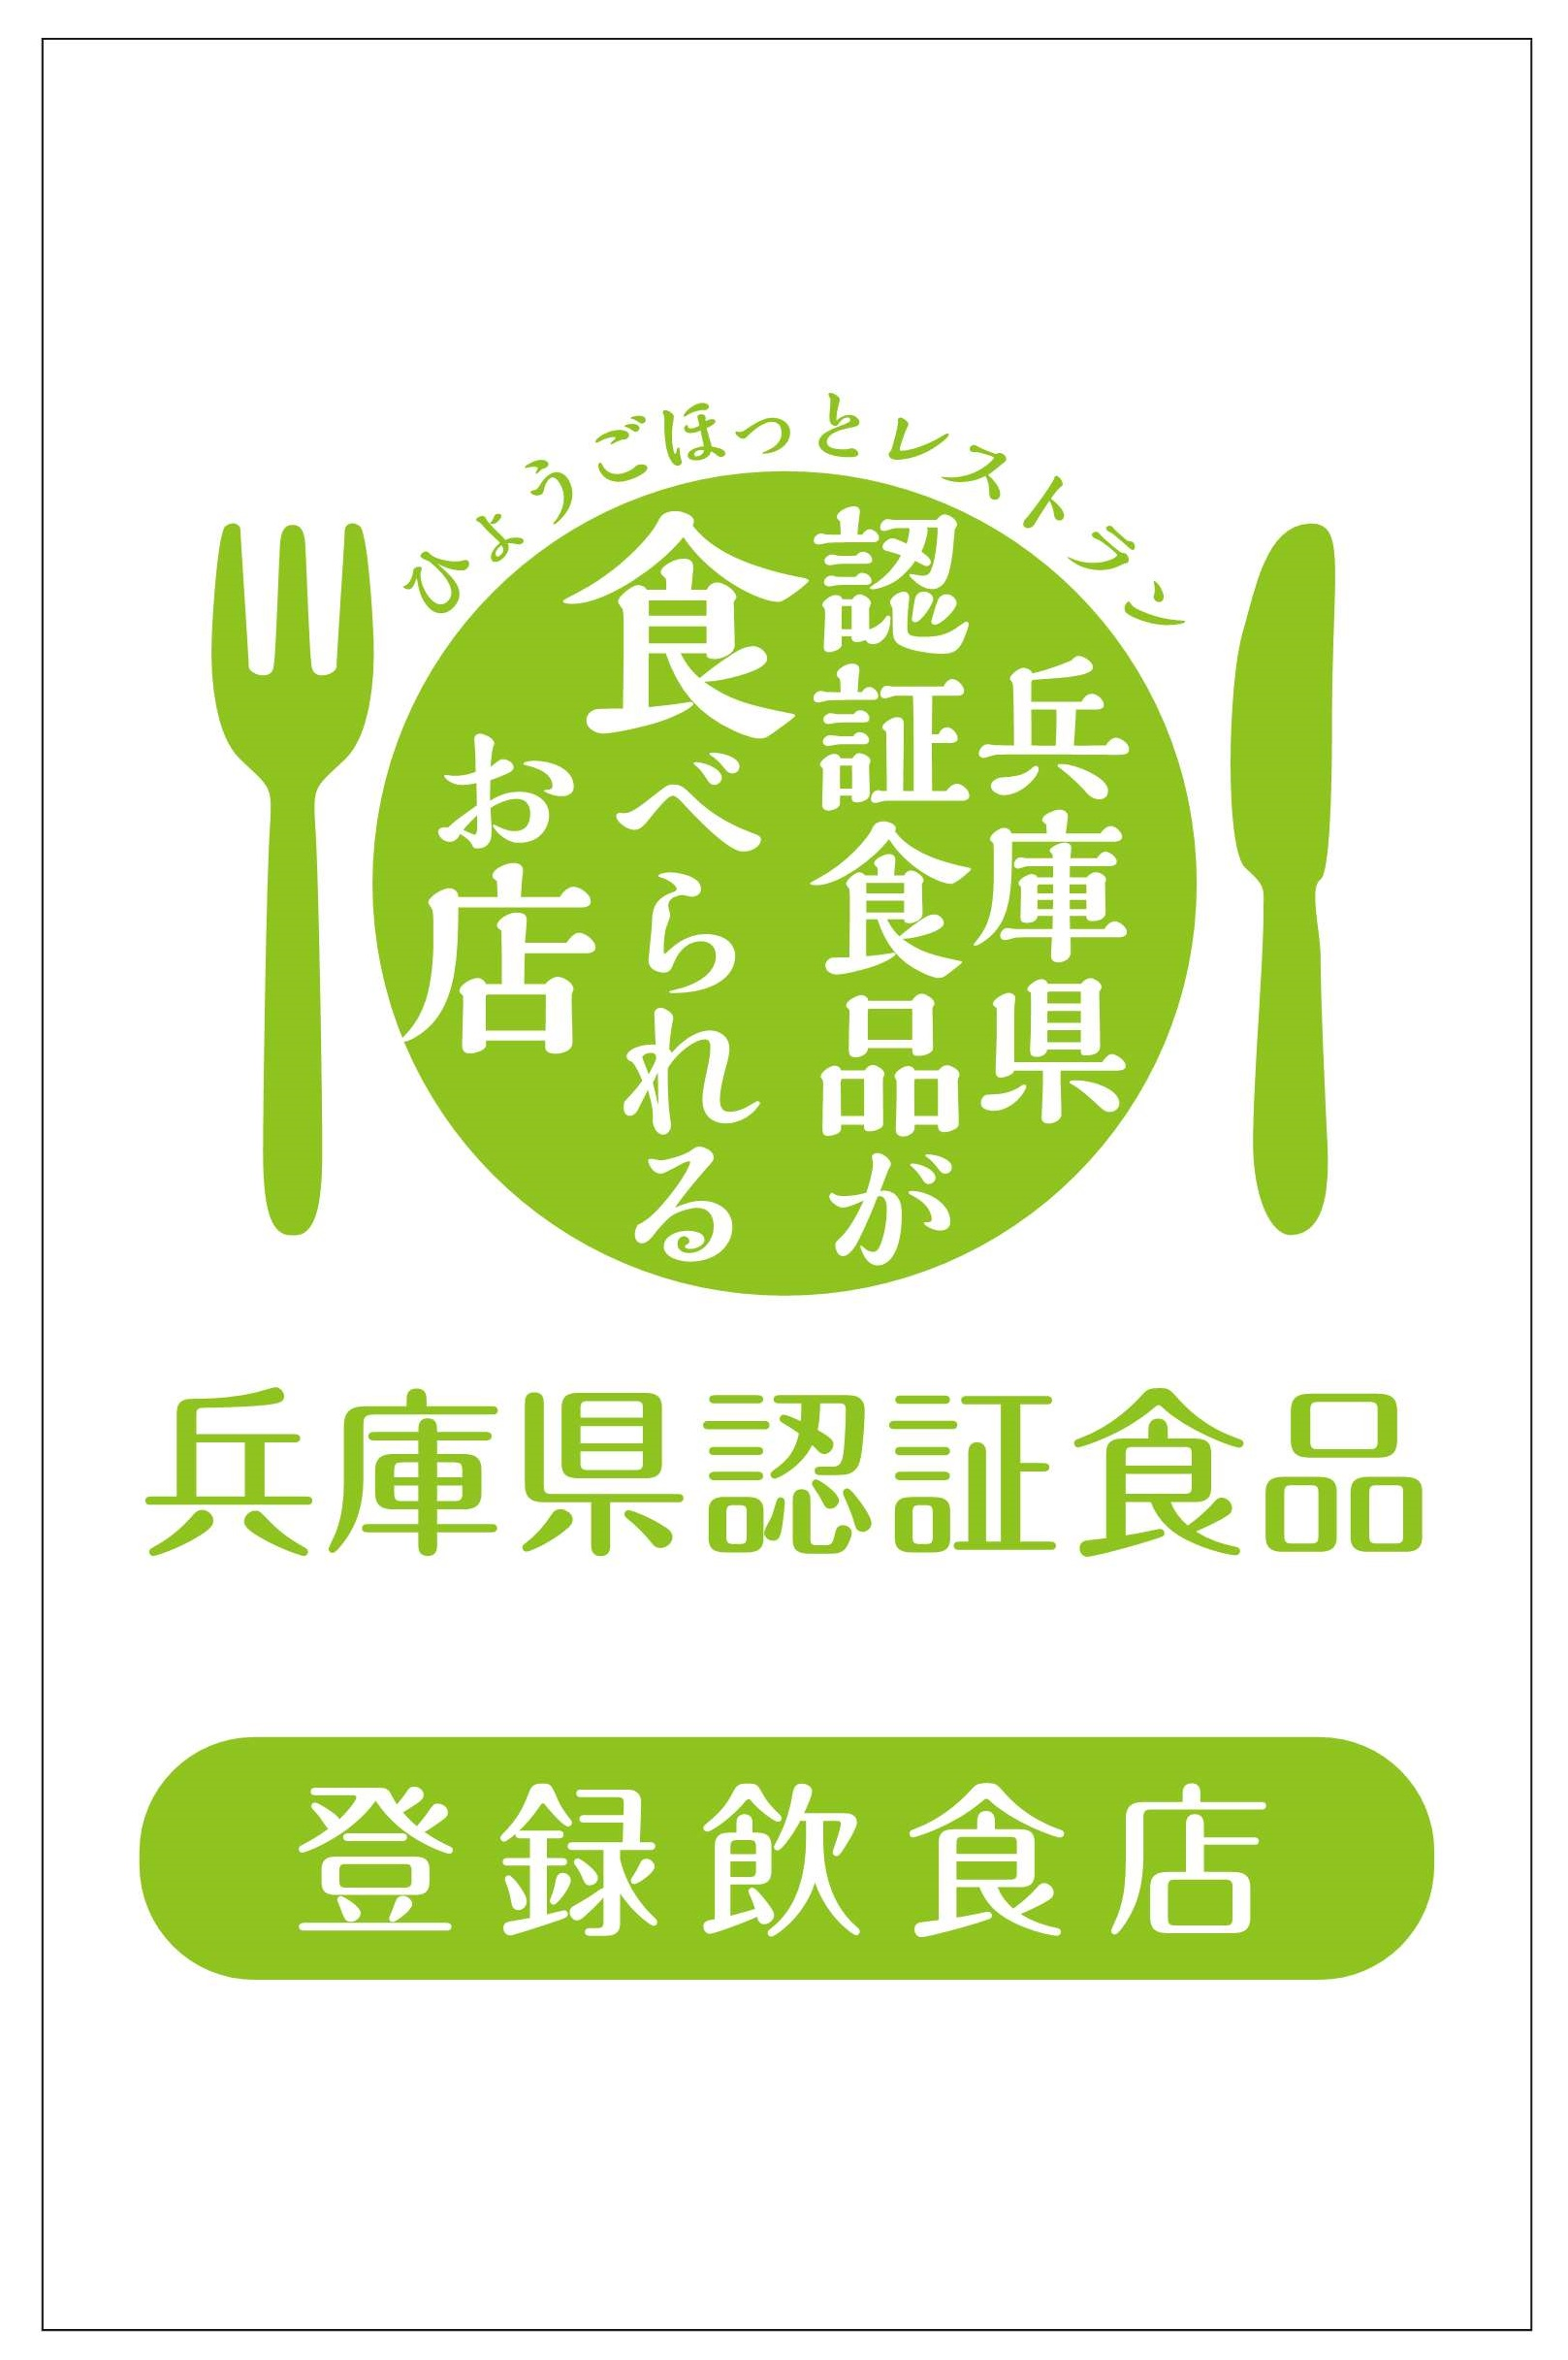 ひょうごほっとレストラン
兵庫県
認証食品が
食べられる
お店
兵庫県認証食品
登録飲食店